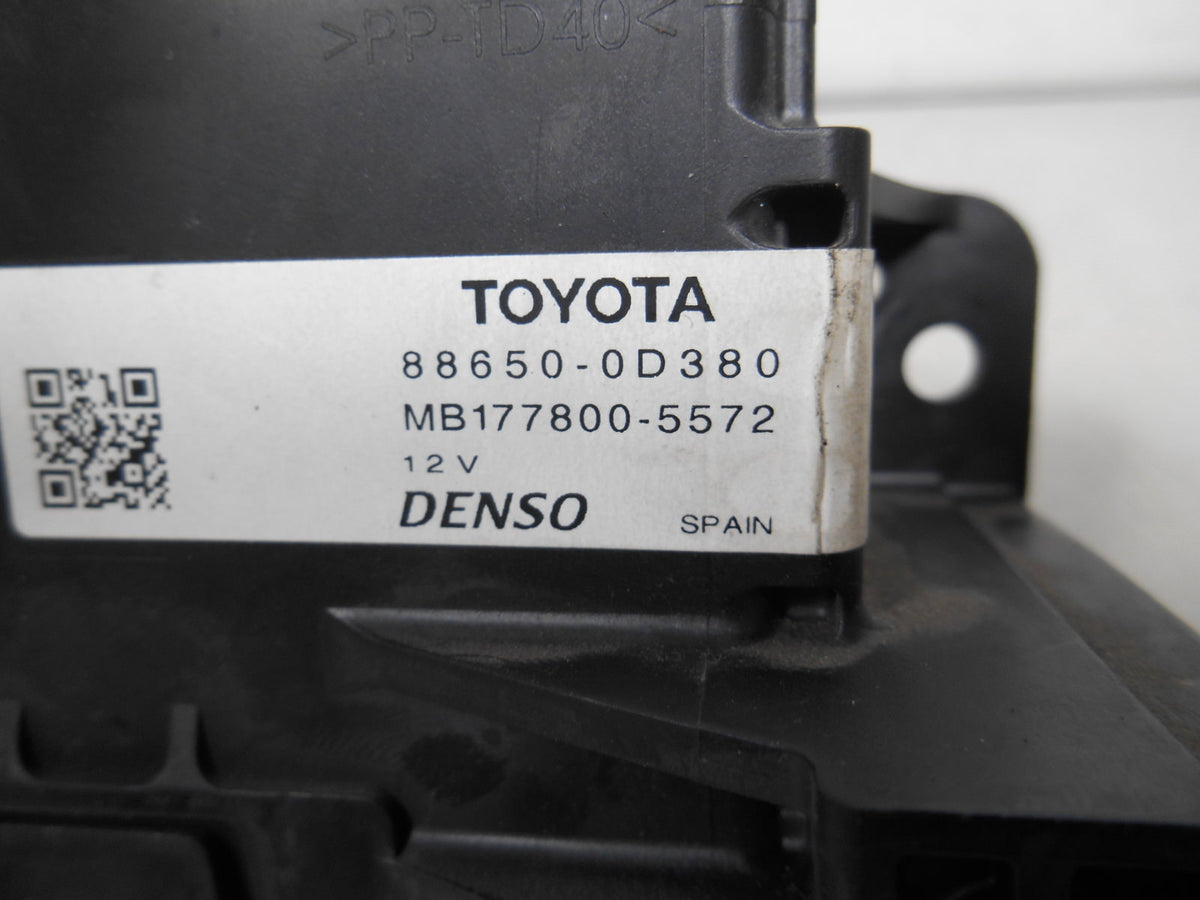 >PP-TD40<
TOYOTA
88650-0D380
MB177800-5572
12V
DENSO SPAIN